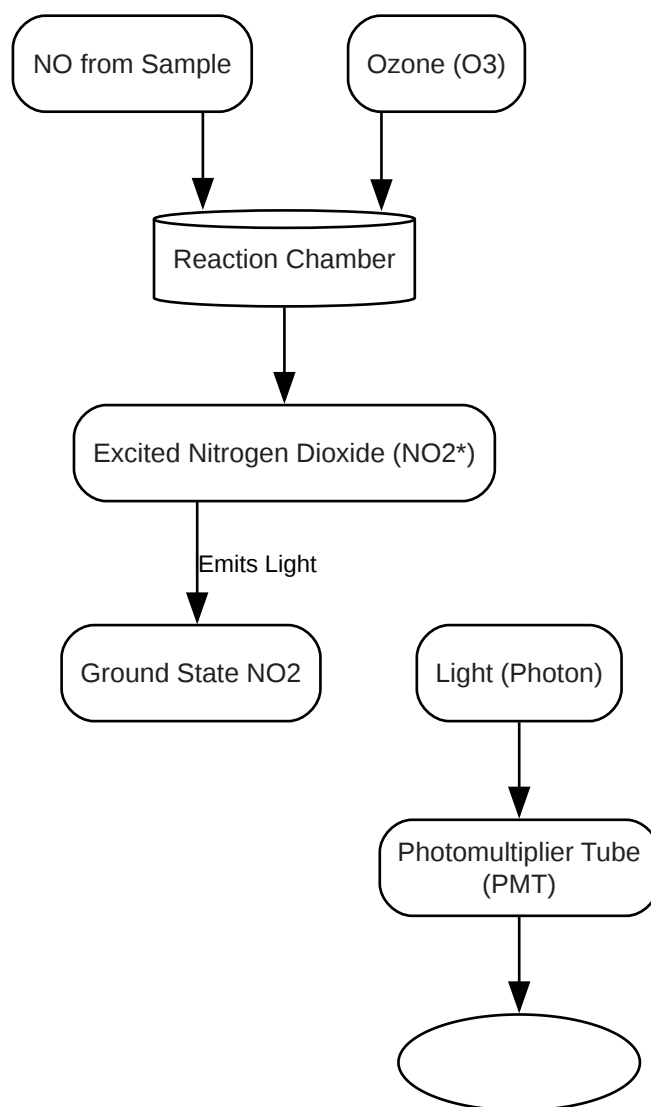 NO from Sample
Ozone (O3)
Reaction Chamber
Excited Nitrogen Dioxide (NO2*)
Emits Light
Ground State NO2
Light (Photon)
Photomultiplier Tube
(PMT)